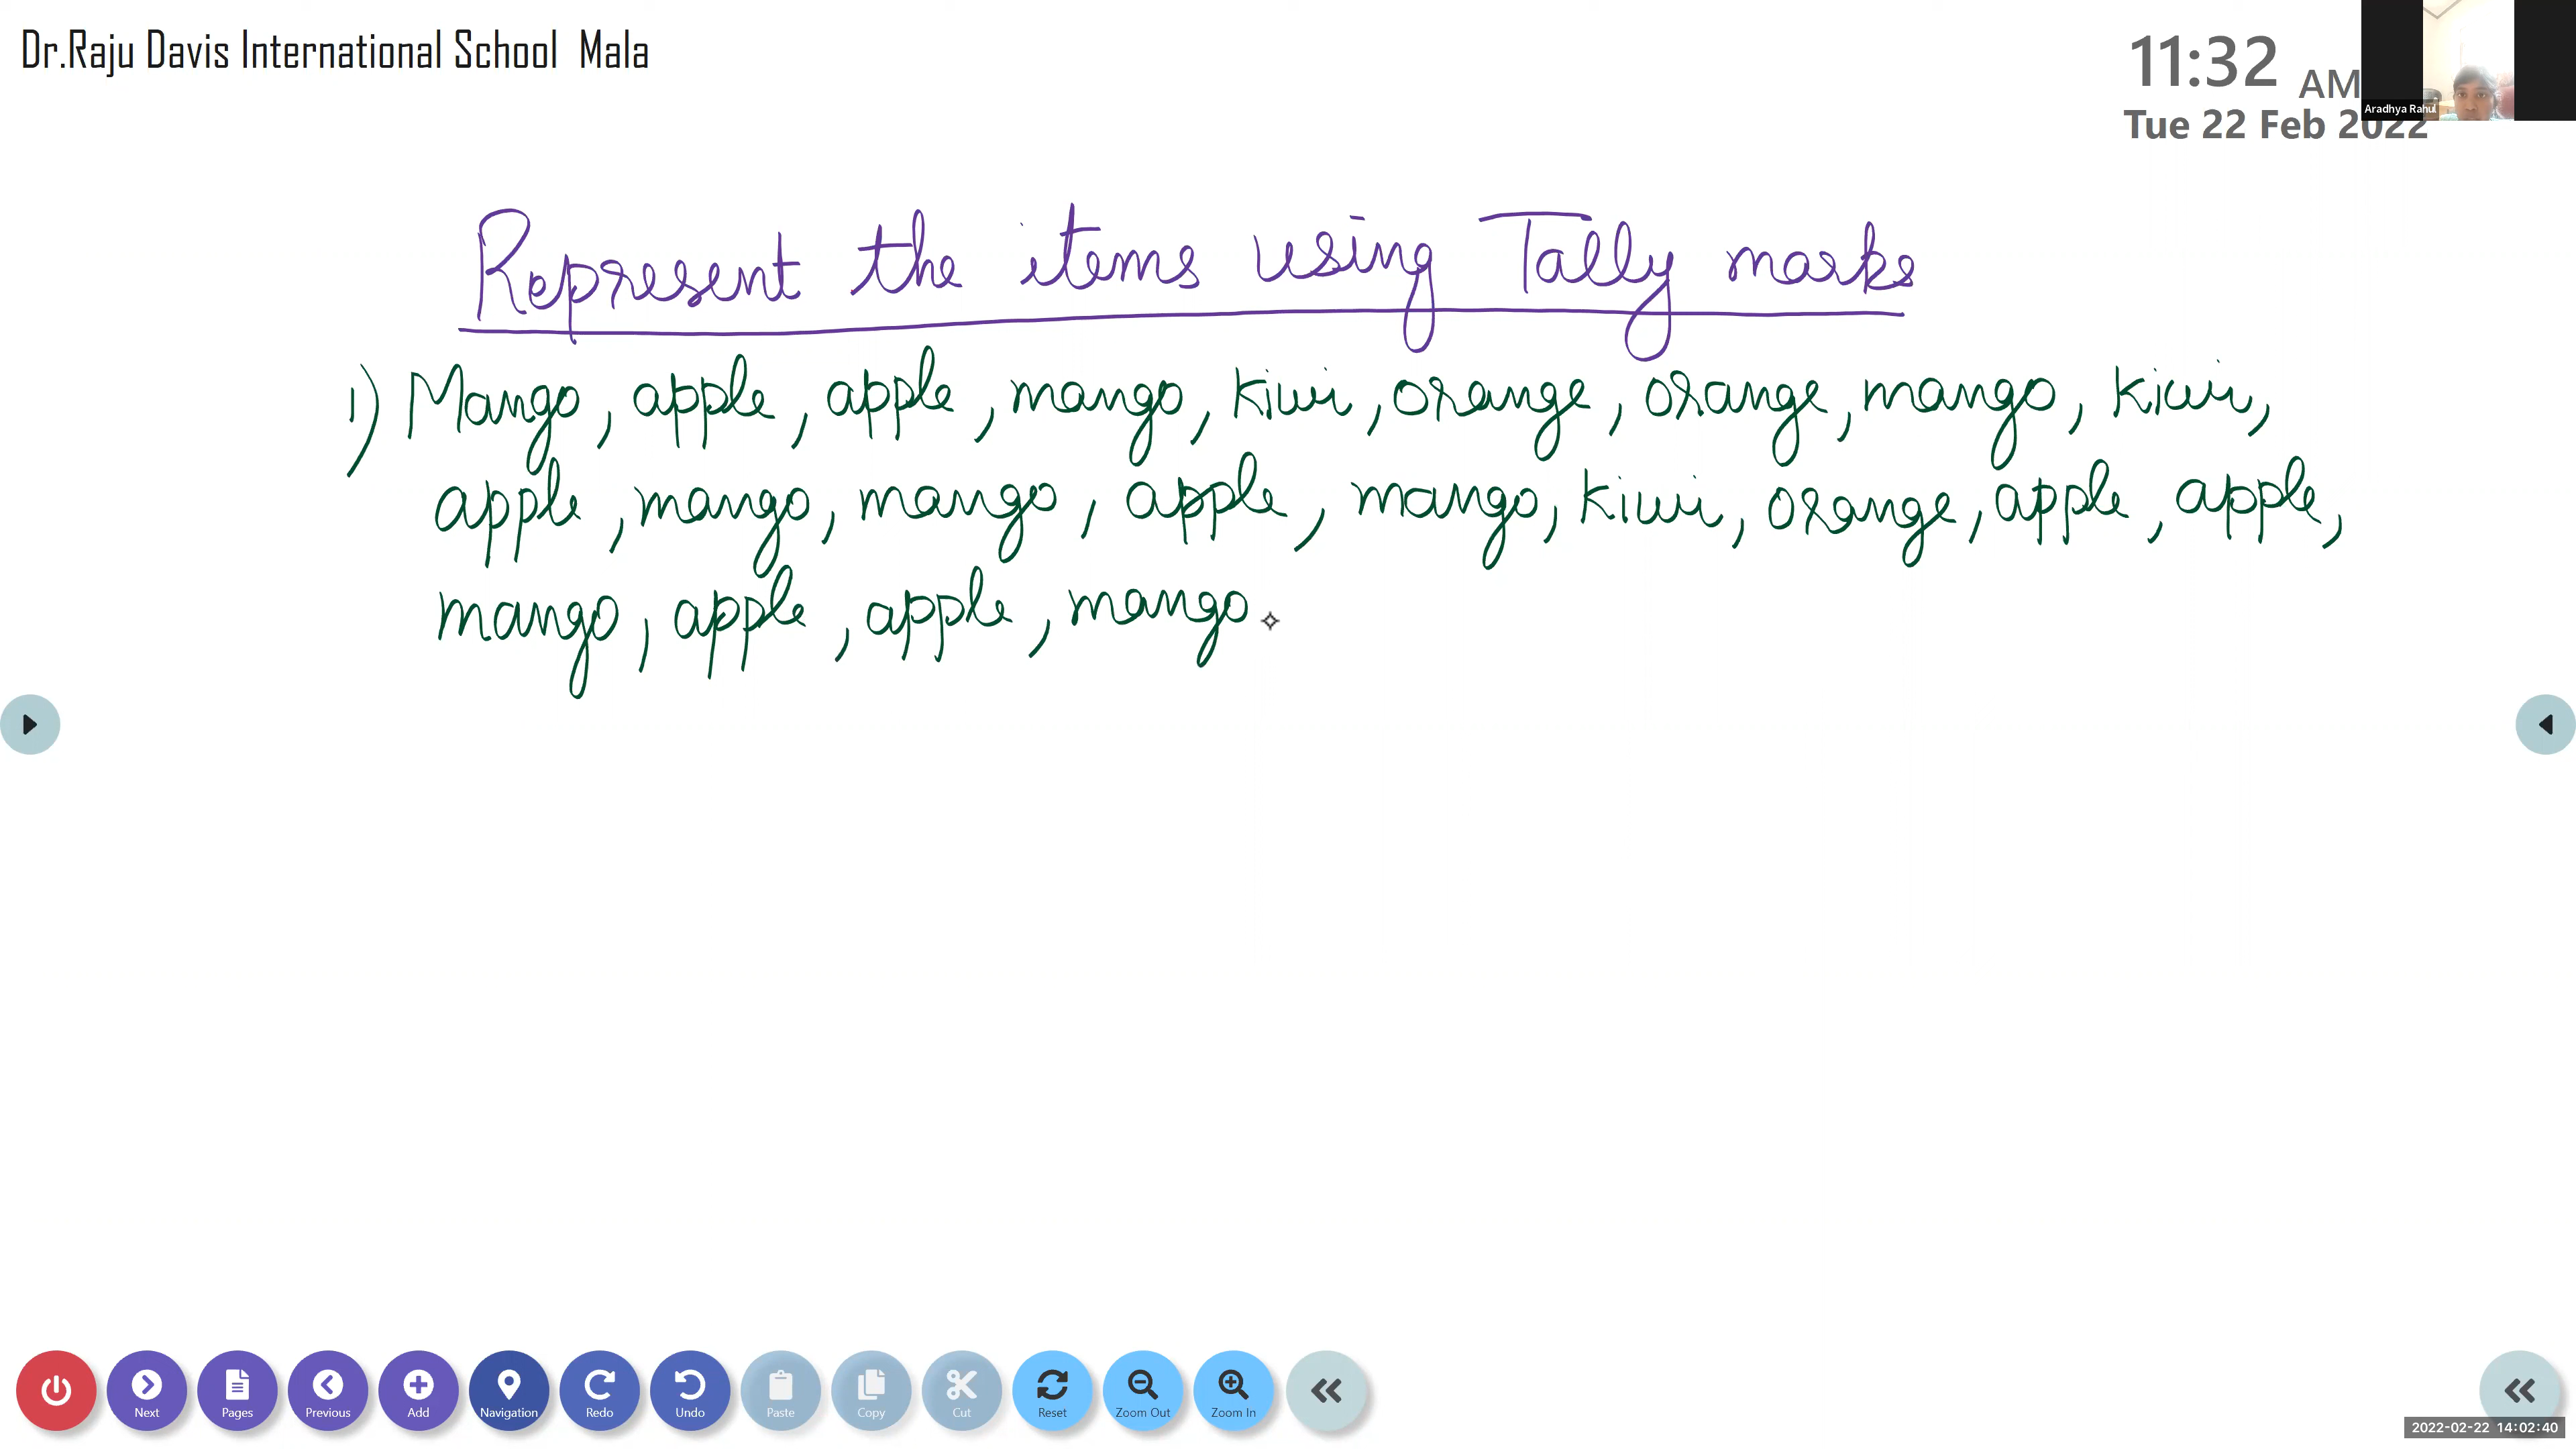 Dr.Raju Davis International School Mala
11:32 AM
Aradhya Rahul
Tue 22 Feb 2022
Represent the items using Tally marks
1) Mango, apple, apple, mango, kiwi, orange, orange, mango, kiwi,
apple, mango, mango, apple, mango, kiwi, orange, apple, apple,
mango, apple, apple, mango.
Next Pages Previous Add Navigation Redo Undo Paste Copy Cut Reset Zoom Out Zoom In
2022-02-22 14:02:40